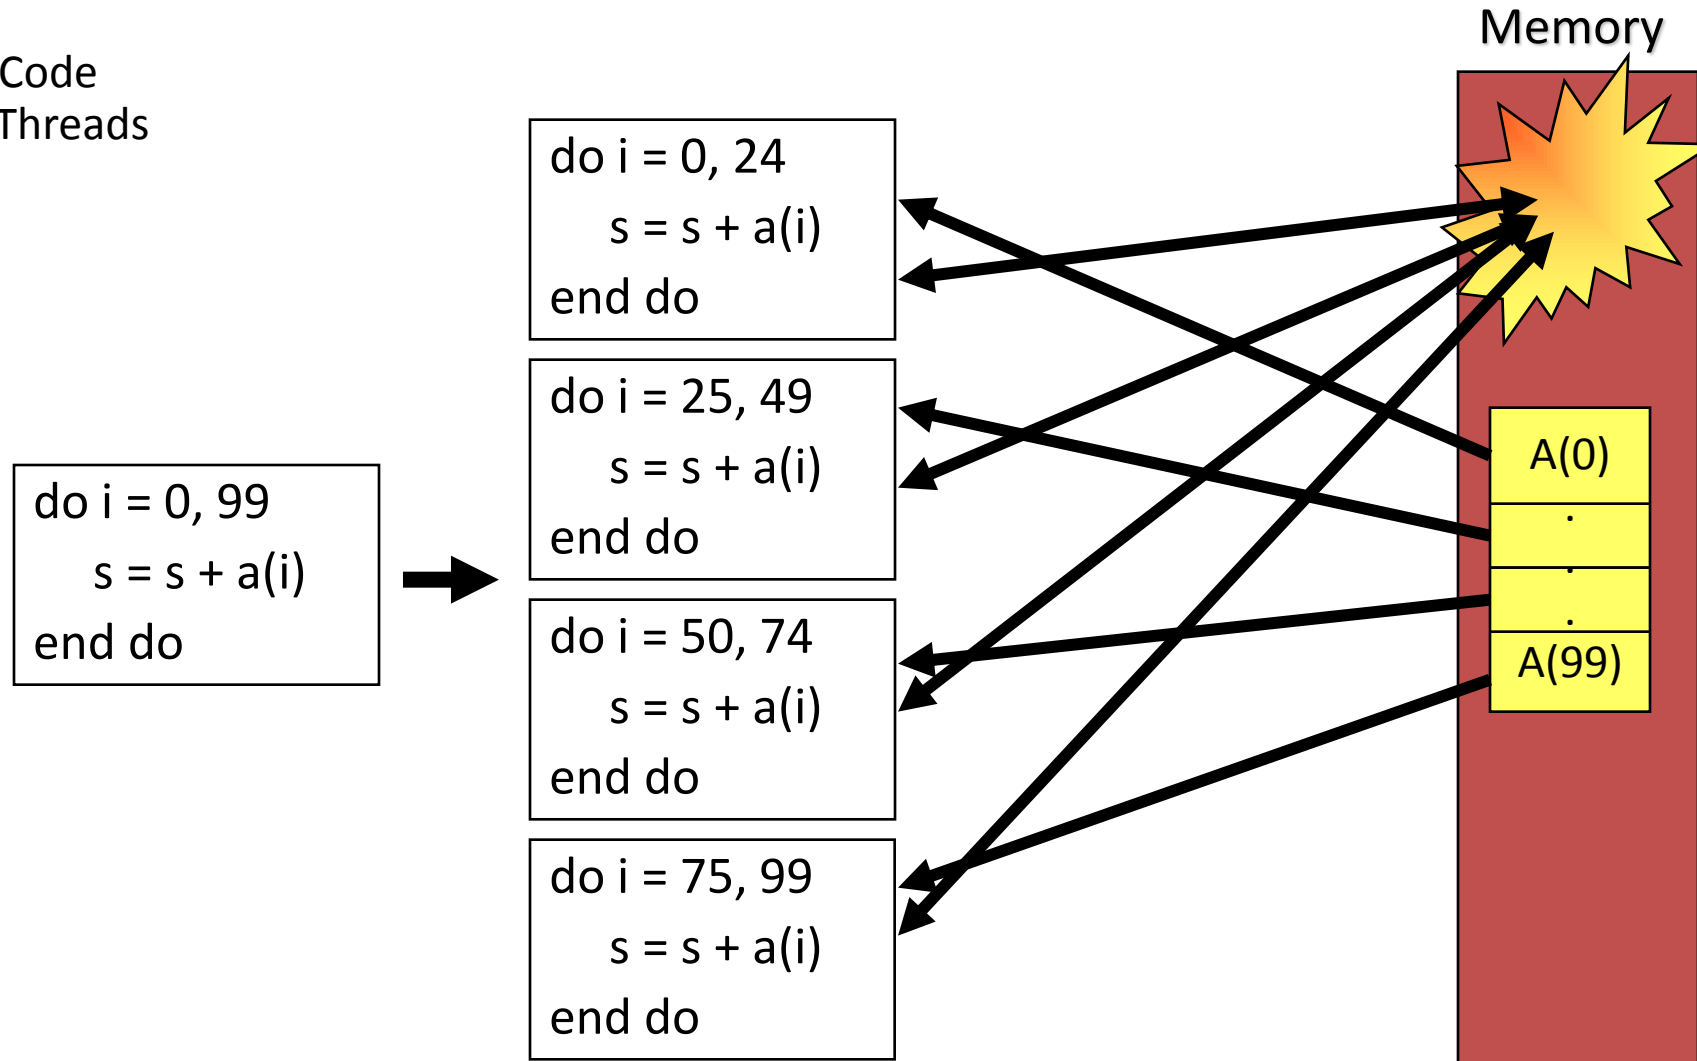 Code
Threads
Memory
do i = 0, 99
s = s + a(i)
end do
do i = 0, 24
s = s + a(i)
end do
do i = 25, 49
s = s + a(i)
end do
do i = 50, 74
s = s + a(i)
end do
do i = 75, 99
s = s + a(i)
end do
A(0)
.
.
.
A(99)